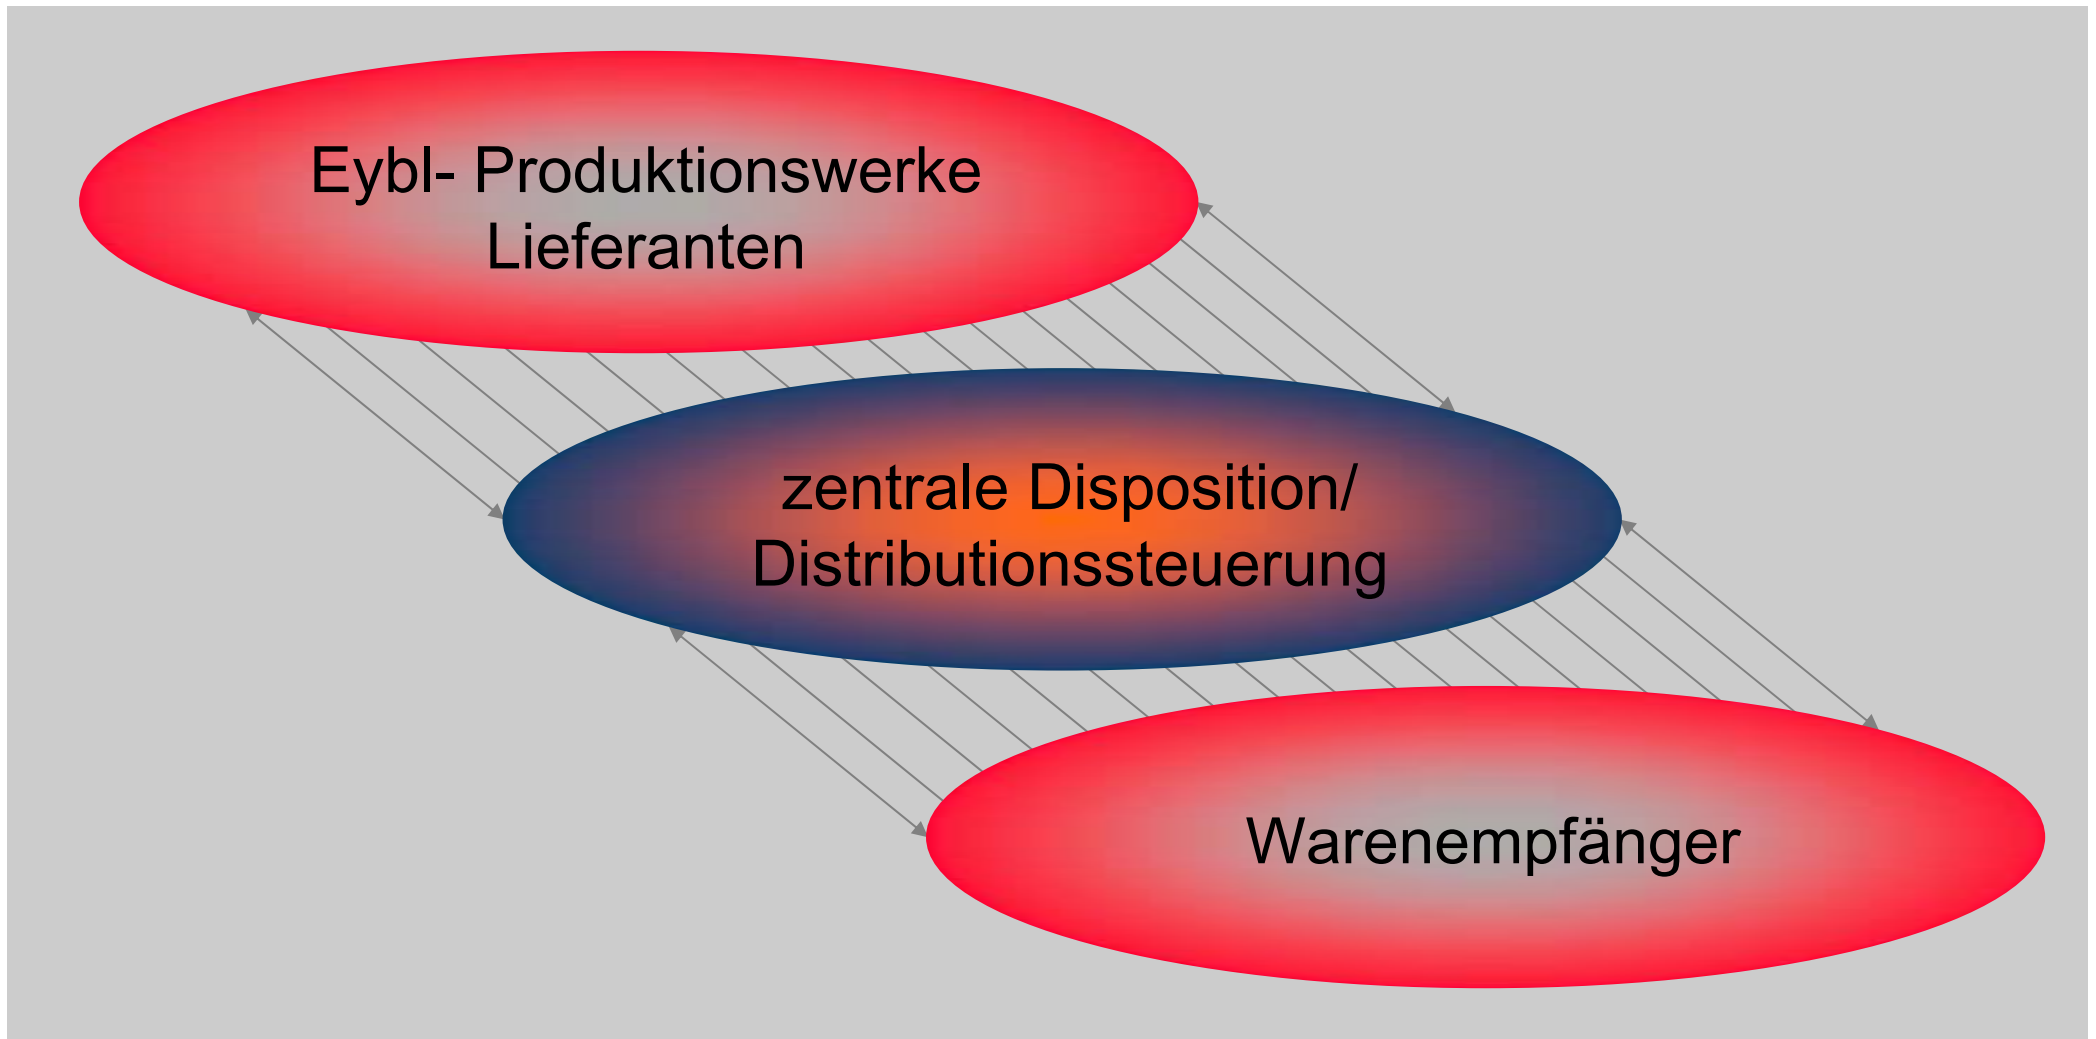 Eybl- Produktionswerke
Lieferanten
zentrale Disposition/
Distributionssteuerung
Warenempfänger